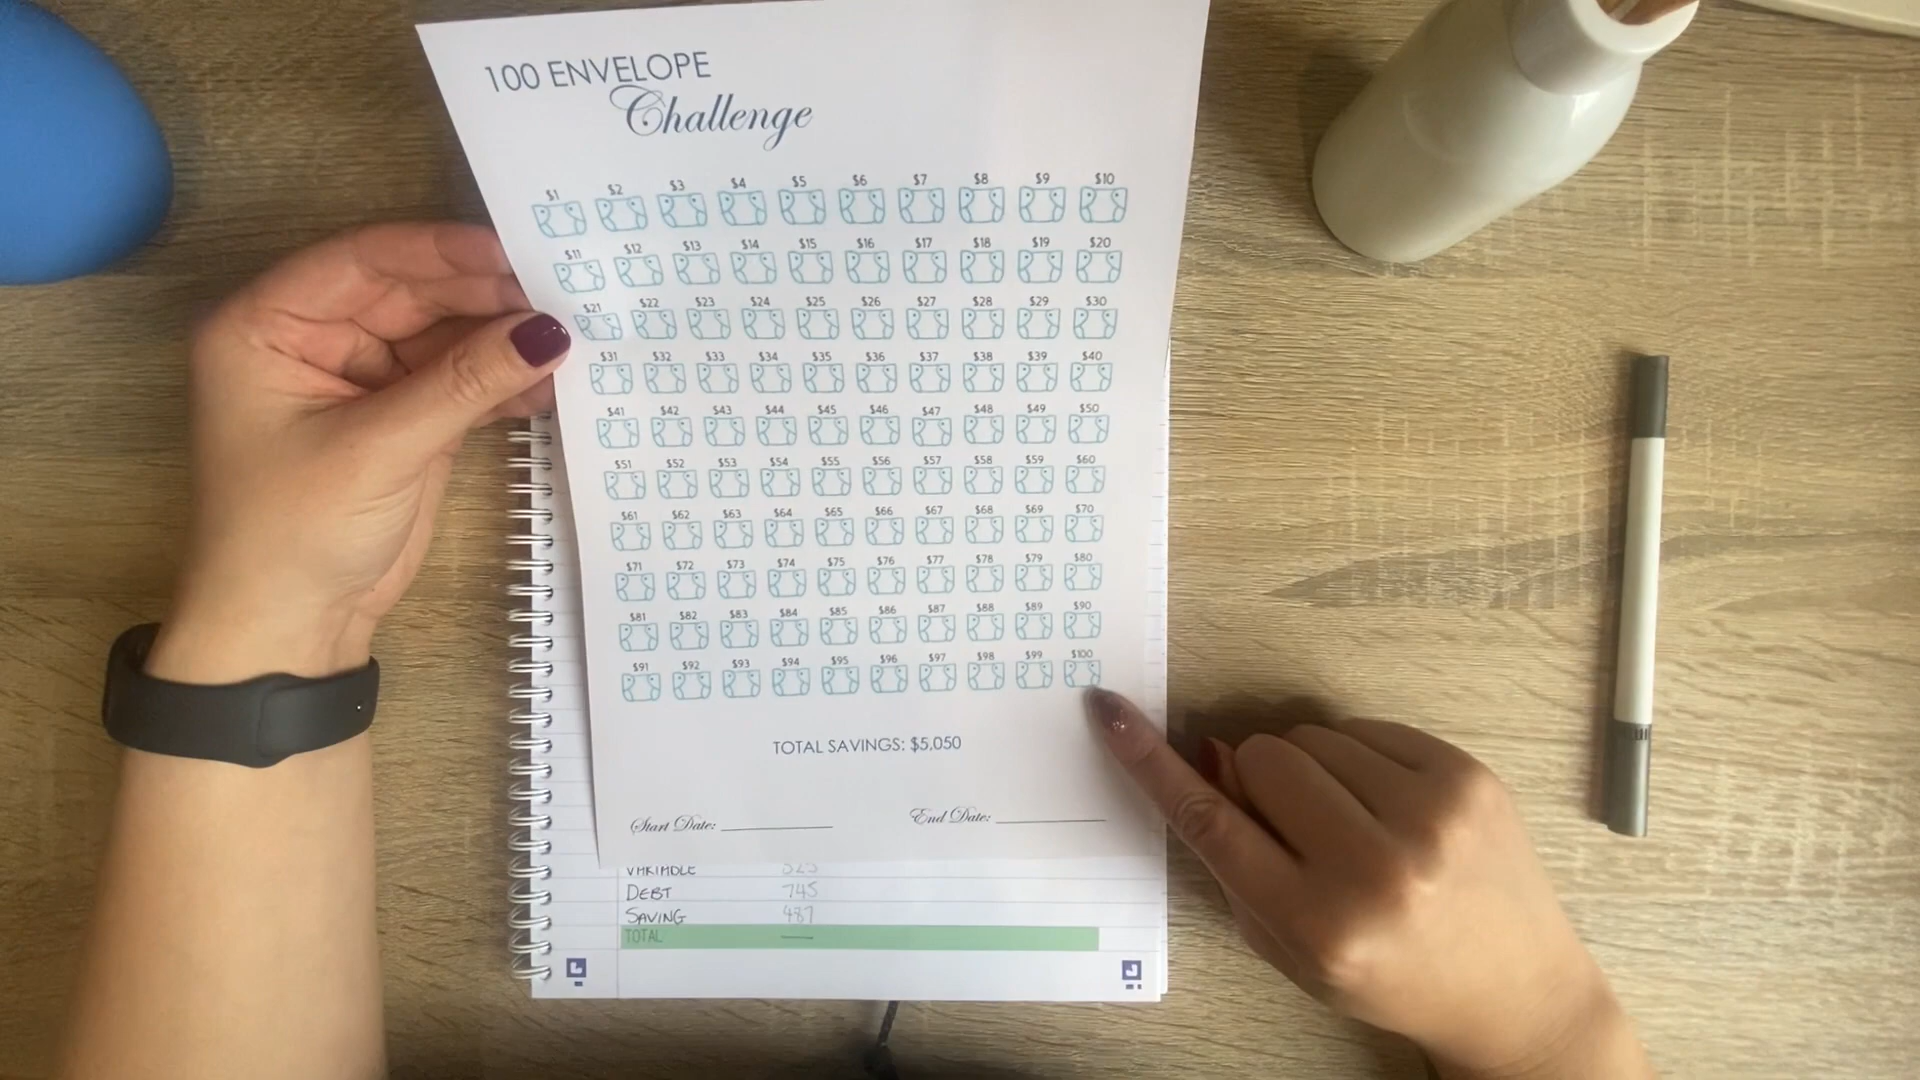 100 ENVELOPE
Challenge
$1 $2 $3 $4 $5 $6 $7 $8 $9 $10
$11 $12 $13 $14 $15 $16 $17 $18 $19 $20
$21 $22 $23 $24 $25 $26 $27 $28 $29 $30
$31 $32 $33 $34 $35 $36 $37 $38 $39 $40
$41 $42 $43 $44 $45 $46 $47 $48 $49 $50
$51 $52 $53 $54 $55 $56 $57 $58 $59 $60
$61 $62 $63 $64 $65 $66 $67 $68 $69 $70
$71 $72 $73 $74 $75 $76 $77 $78 $79 $80
$81 $82 $83 $84 $85 $86 $87 $88 $89 $90
$91 $92 $93 $94 $95 $96 $97 $98 $99 $100
TOTAL SAVINGS: $5,050
Start Date: ____________ End Date: ____________
VARIABLE 525
DEBT 745
SAVING 487
TOTAL —